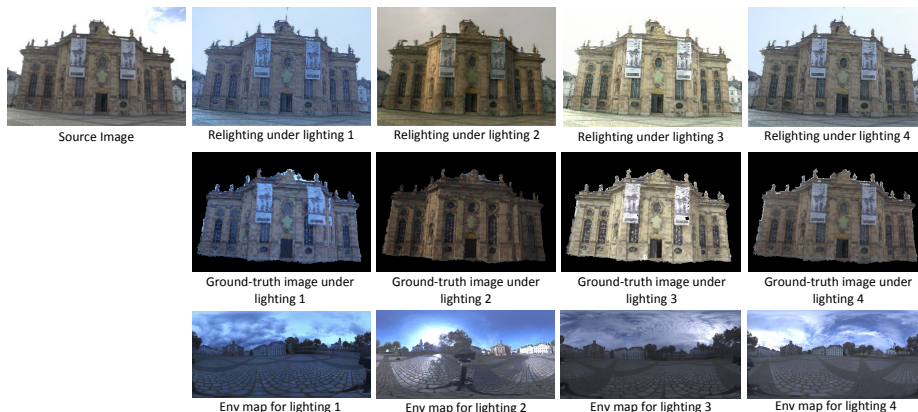 Source Image
Relighting under lighting 1
Relighting under lighting 2
Relighting under lighting 3
Relighting under lighting 4
Ground-truth image under
lighting 1
Ground-truth image under
lighting 2
Ground-truth image under
lighting 3
Ground-truth image under
lighting 4
Env map for lighting 1
Env map for lighting 2
Env map for lighting 3
Env map for lighting 4